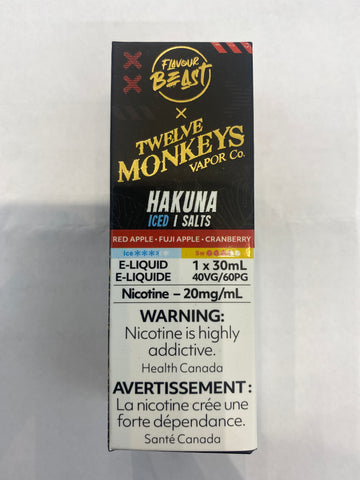 FLAVOUR
BEAST
×
TWELVE
MONKEYS
VAPOR Co.
HAKUNA
ICED | SALTS
RED APPLE • FUJI APPLE • CRANBERRY
Ice
E-LIQUID 1 x 30mL
E-LIQUIDE 40VG/60PG
Nicotine – 20mg/mL
WARNING:
Nicotine is highly
addictive.
Health Canada
AVERTISSEMENT :
La nicotine crée une
forte dépendance.
Santé Canada